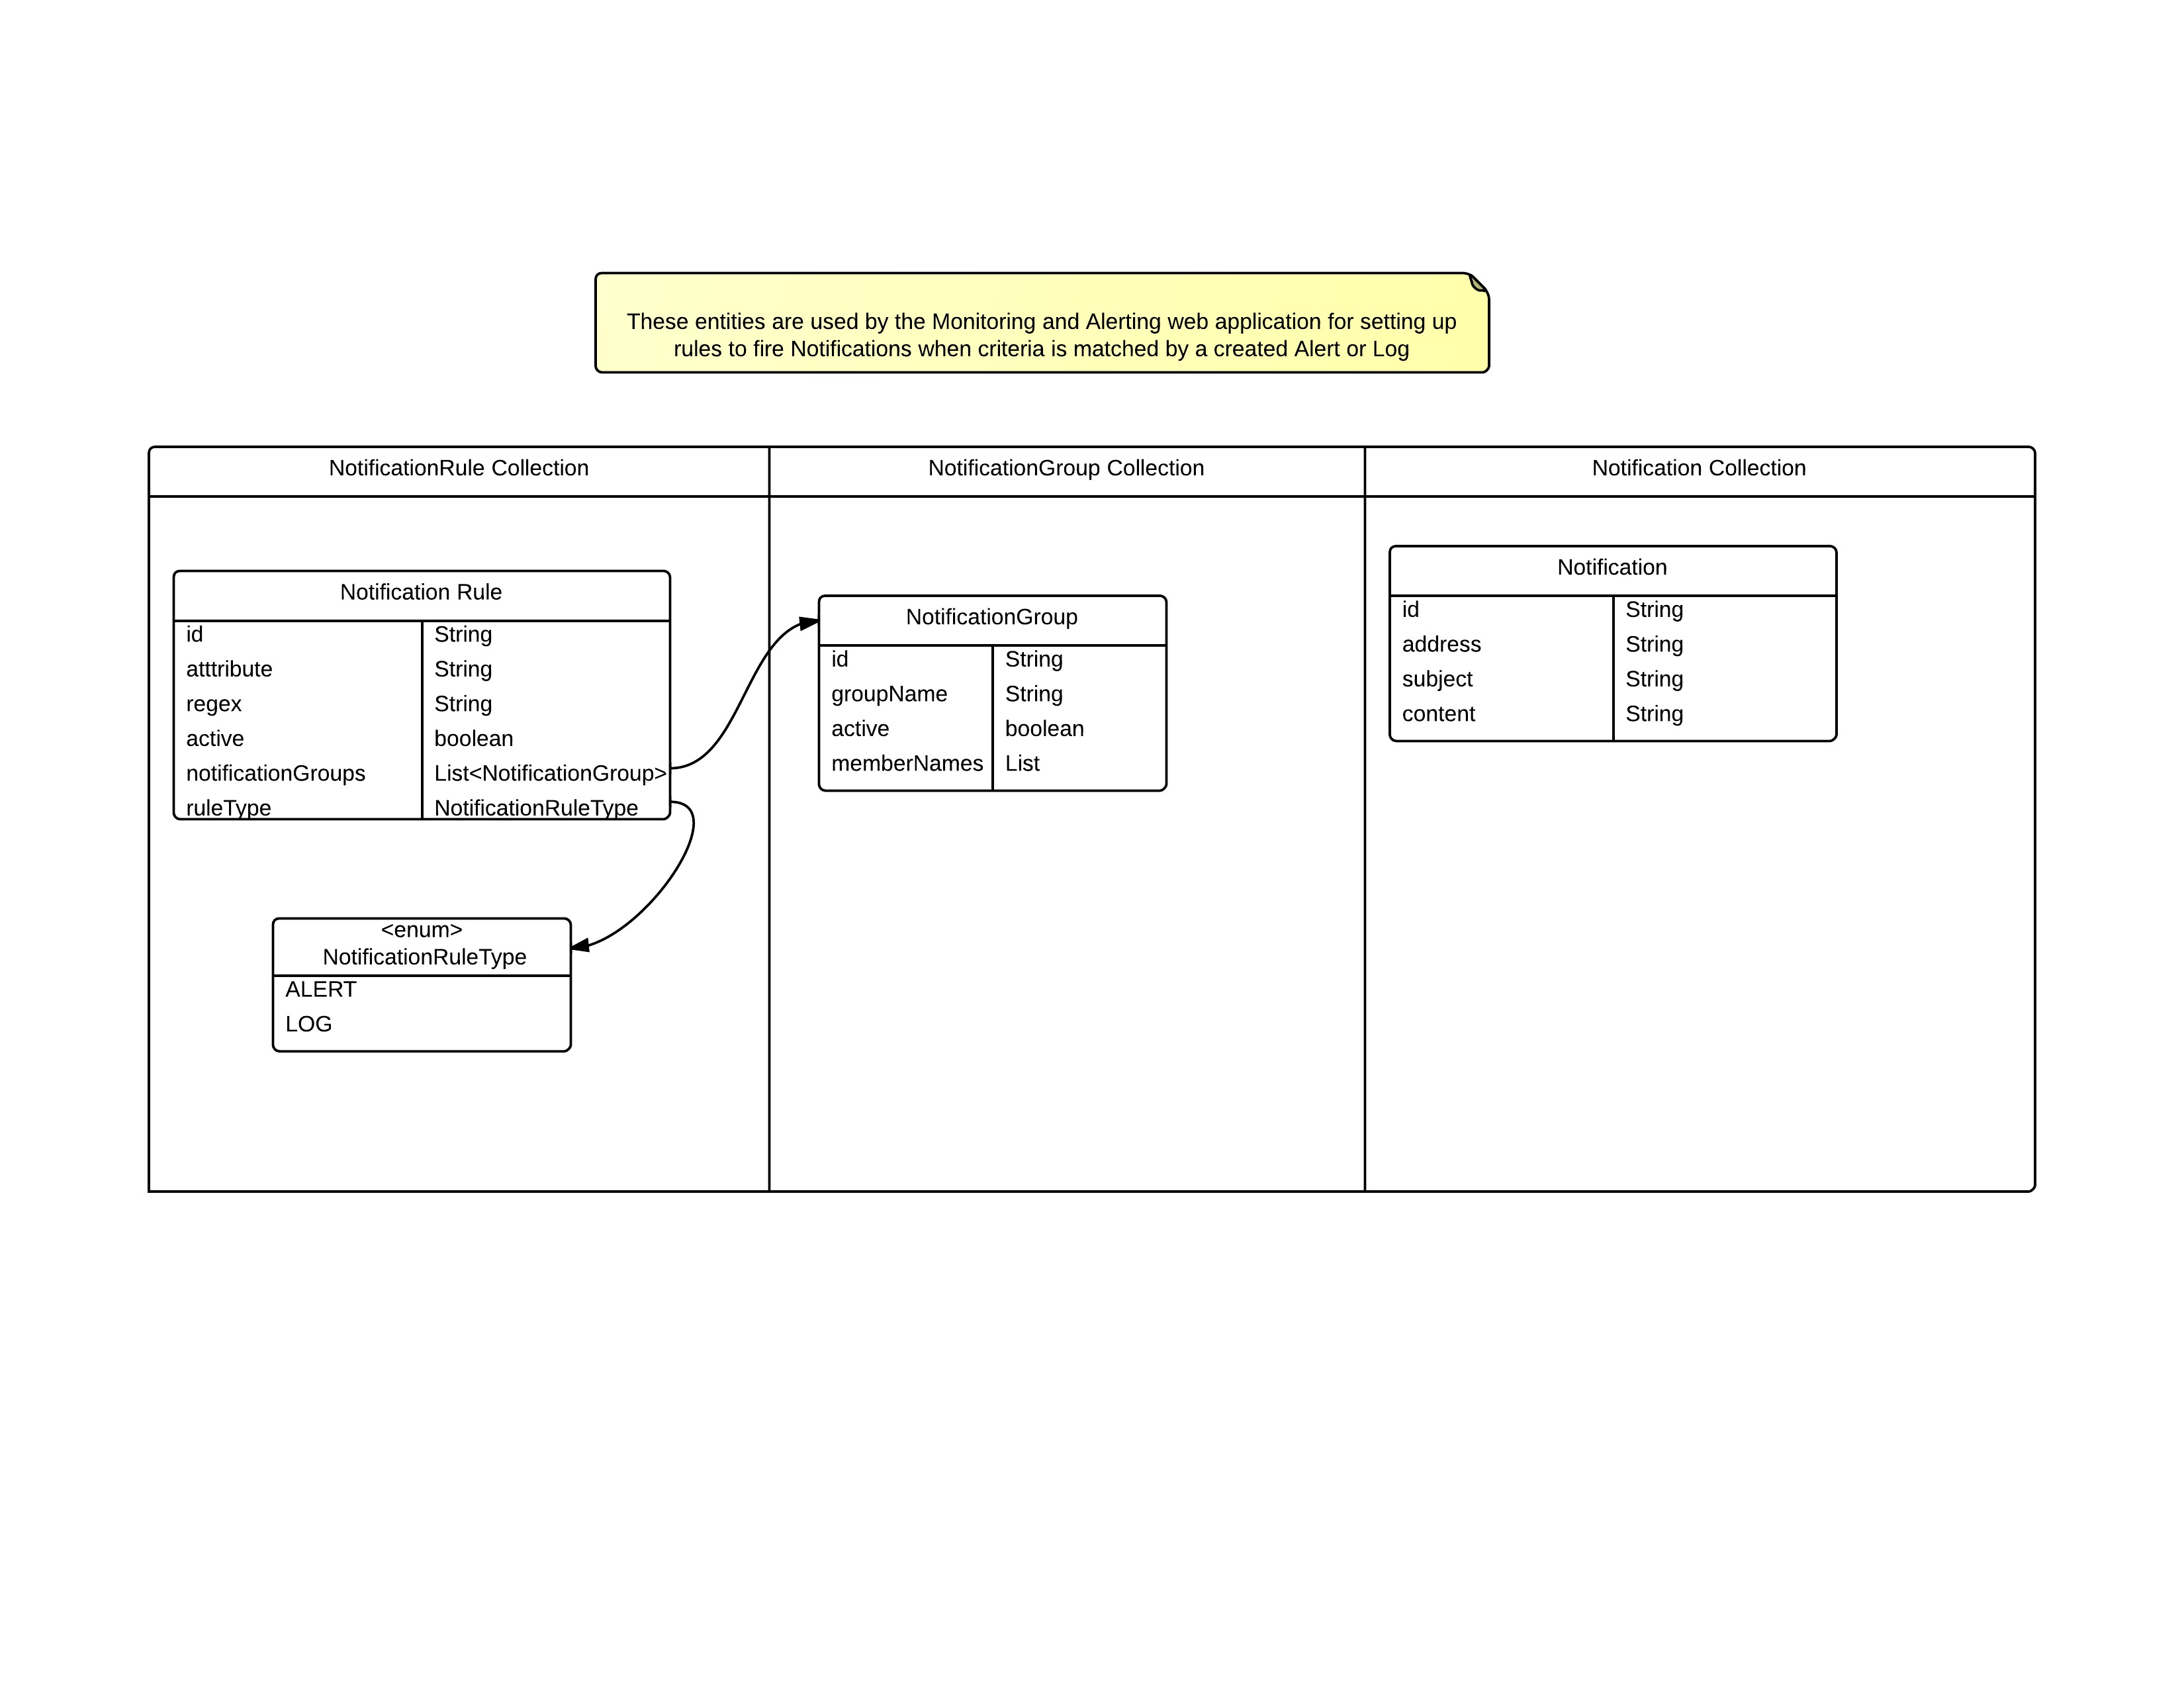 These entities are used by the Monitoring and Alerting web application for setting up
rules to fire Notifications when criteria is matched by a created Alert or Log
NotificationRule Collection
NotificationGroup Collection
Notification Collection
Notification Rule
id String
atttribute String
regex String
active boolean
notificationGroups List<NotificationGroup>
ruleType NotificationRuleType
<enum>
NotificationRuleType
ALERT
LOG
NotificationGroup
id String
groupName String
active boolean
memberNames List
Notification
id String
address String
subject String
content String